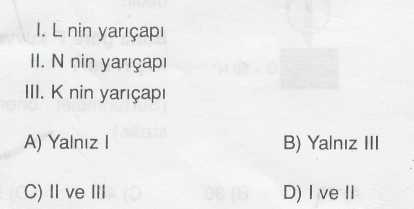 I. L nin yarıçapı
II. N nin yarıçapı
III. K nin yarıçapı
A) Yalnız I B) Yalnız III
C) II ve III D) I ve II